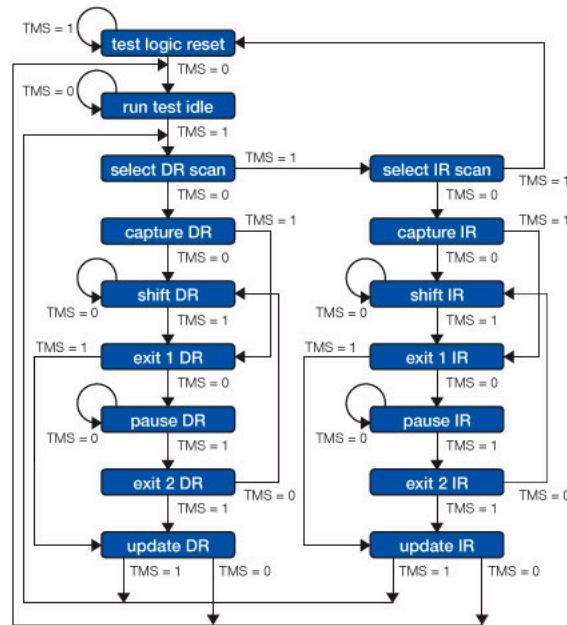 TMS = 1
test logic reset
TMS = 0
TMS = 0
run test idle
TMS = 1
select DR scan
TMS = 1
select IR scan
TMS = 1
TMS = 0
TMS = 0
capture DR
TMS = 1
capture IR
TMS = 1
TMS = 0
TMS = 0
shift DR
shift IR
TMS = 0
TMS = 1
TMS = 0
TMS = 1
TMS = 1
exit 1 DR
TMS = 1
exit 1 IR
TMS = 0
TMS = 0
pause DR
pause IR
TMS = 0
TMS = 1
TMS = 0
TMS = 1
exit 2 DR
TMS = 0
exit 2 IR
TMS = 0
TMS = 1
TMS = 1
update DR
update IR
TMS = 1
TMS = 0
TMS = 1
TMS = 0